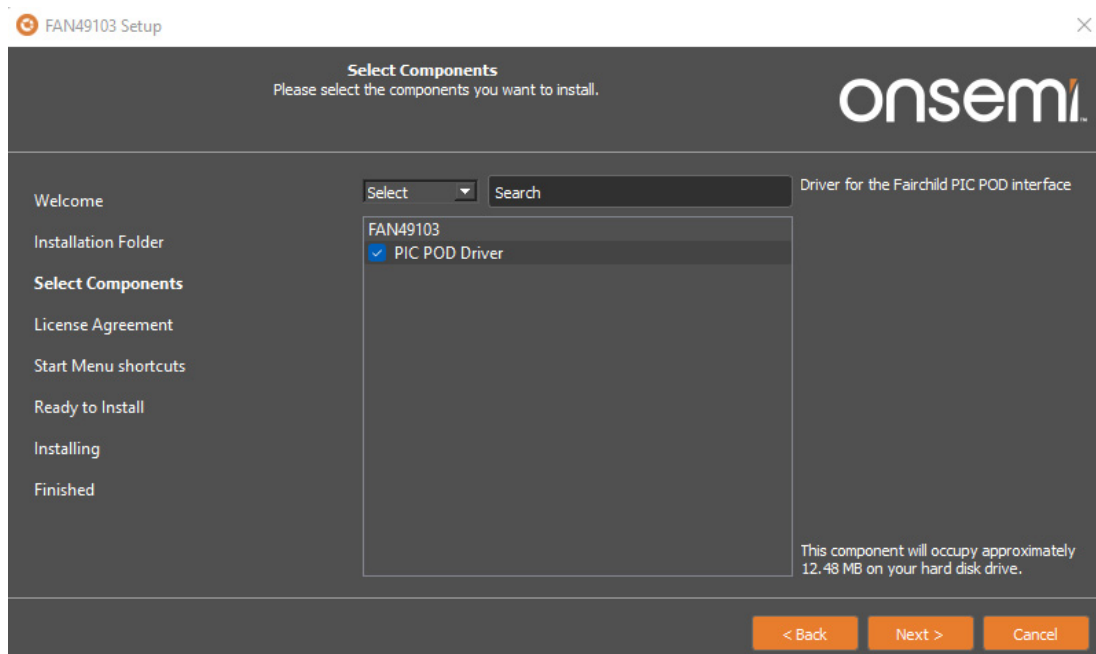 FAN49103 Setup
Select Components
Please select the components you want to install.
onsemi
Welcome
Installation Folder
Select Components
License Agreement
Start Menu shortcuts
Ready to Install
Installing
Finished
Select
Search
FAN49103
PIC POD Driver
Driver for the Fairchild PIC POD interface
This component will occupy approximately
12.48 MB on your hard disk drive.
< Back
Next >
Cancel